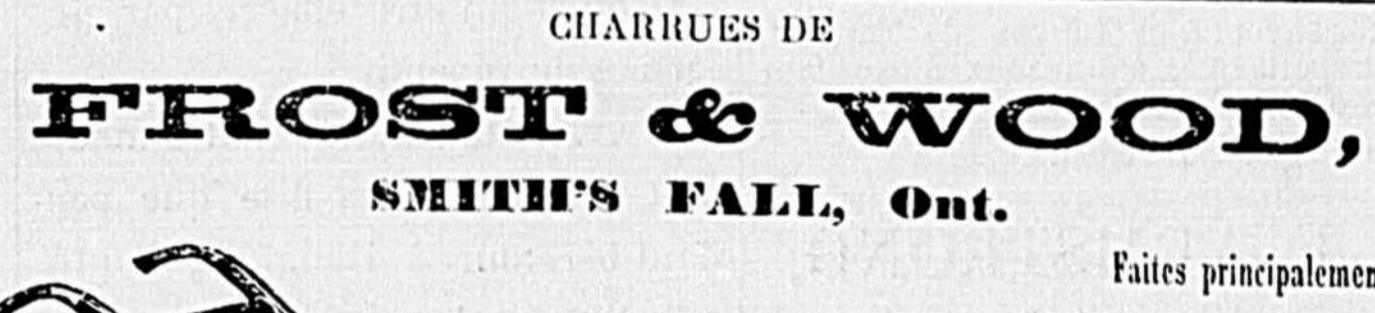 CHARRUES DE
FROST & WOOD,
SMITH'S FALL, Ont.
Faites principalemen